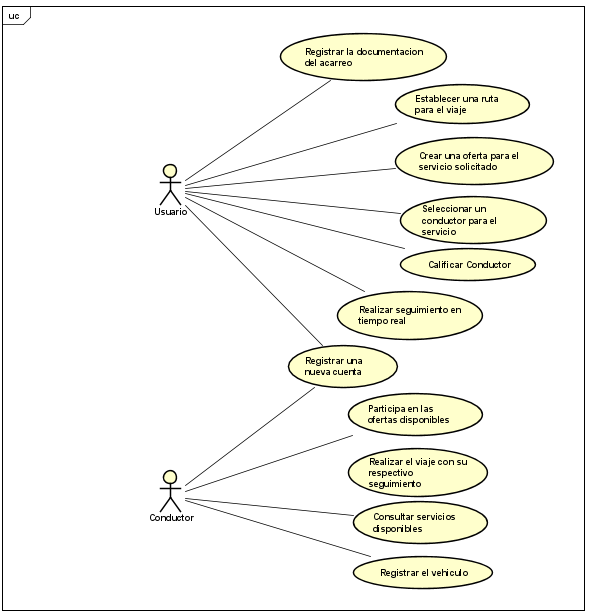 uc
Registrar la documentacion
del acarreo
Establecer una ruta
para el viaje
Crear una oferta para el
servicio solicitado
Usuario
Seleccionar un
conductor para el
servicio
Calificar Conductor
Realizar seguimiento en
tiempo real
Registrar una
nueva cuenta
Participa en las
ofertas disponibles
Realizar el viaje con su
respectivo
seguimiento
Conductor
Consultar servicios
disponibles
Registrar el vehiculo